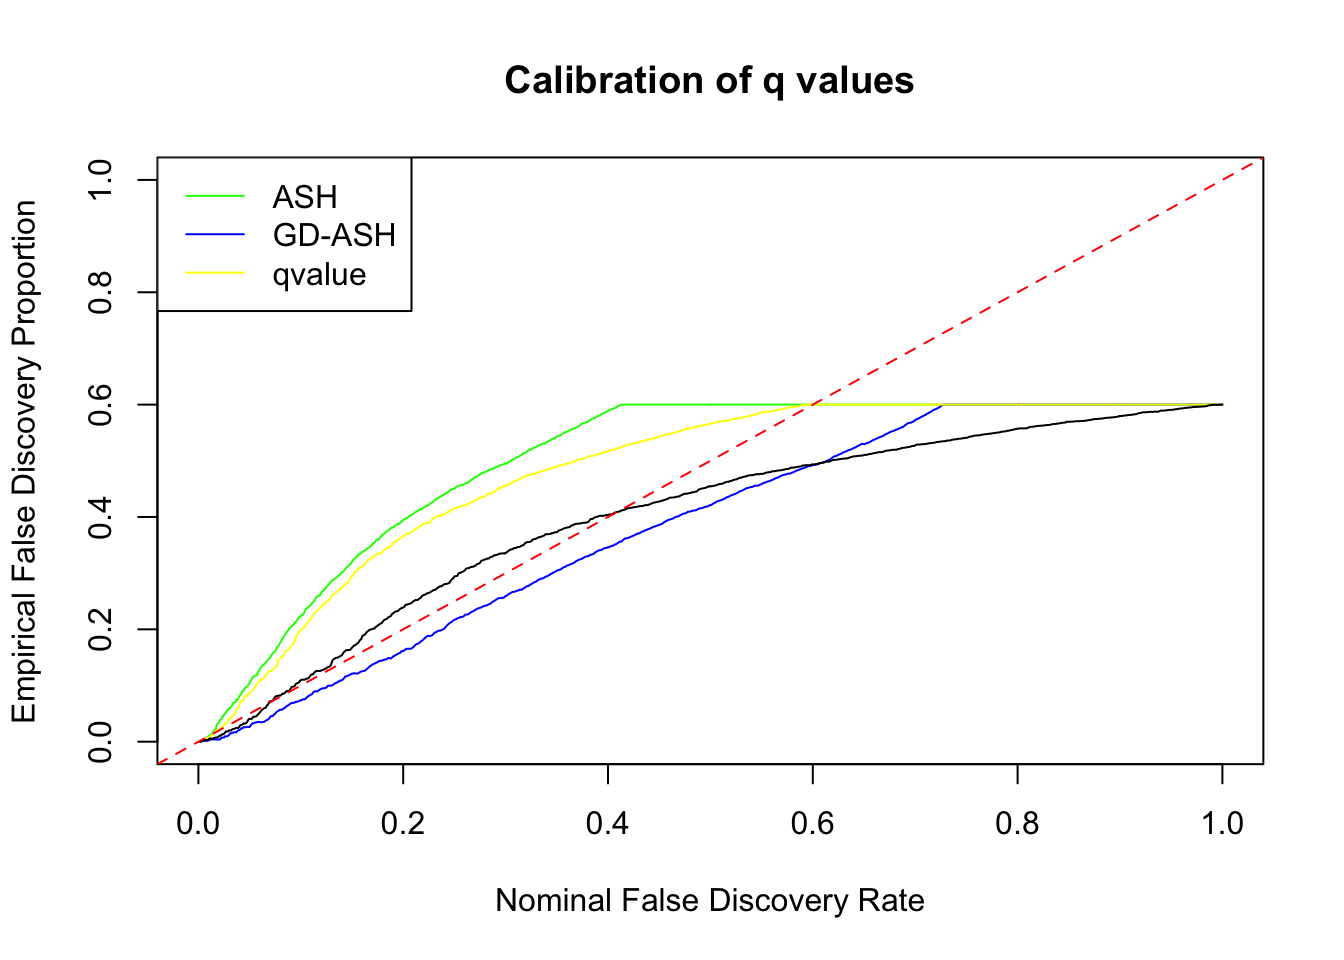 Calibration of q values
ASH
GD-ASH
qvalue
Empirical False Discovery Proportion
1.0
0.8
0.6
0.4
0.2
0.0
0.0 0.2 0.4 0.6 0.8 1.0
Nominal False Discovery Rate